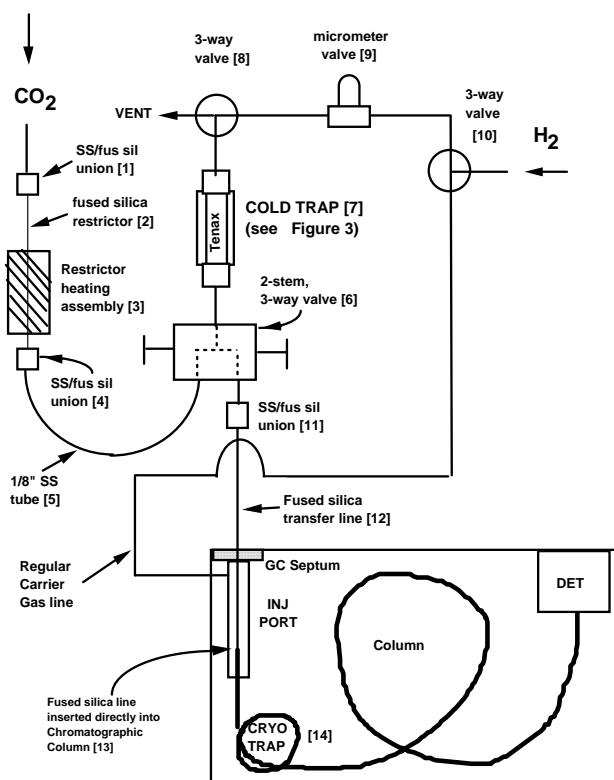 3-way
valve [8]
micrometer
valve [9]
CO2
VENT
3-way
valve
[10]
H2
SS/fus sil
union [1]
fused silica
restrictor [2]
Tenax
COLD TRAP [7]
(see Figure 3)
Restrictor
heating
assembly [3]
2-stem,
3-way valve [6]
SS/fus sil
union [4]
SS/fus sil
union [11]
1/8" SS
tube [5]
Fused silica
transfer line [12]
Regular
Carrier
Gas line
GC Septum
INJ
PORT
DET
Column
Fused silica line
inserted directly into
Chromatographic
Column [13]
CRYO
TRAP
[14]